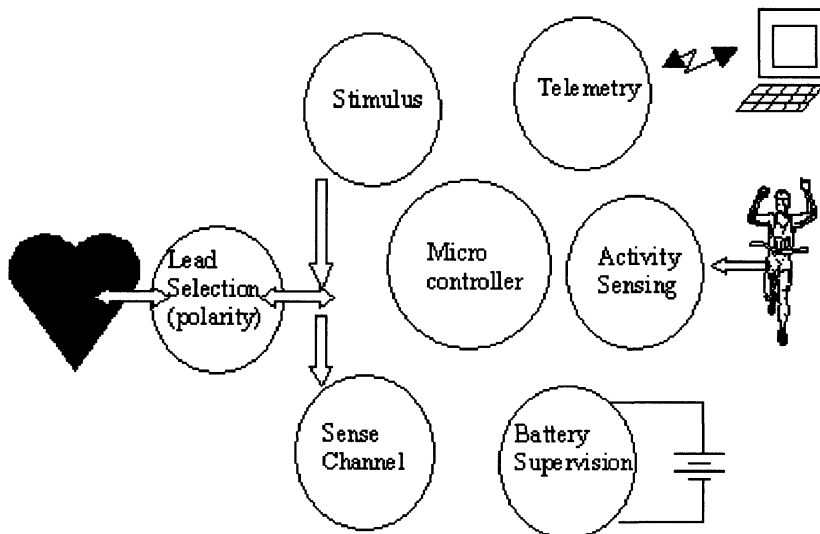 Stimulus
Telemetry
Lead
Selection
(polarity)
Micro
controller
Activity
Sensing
Sense
Channel
Battery
Supervision